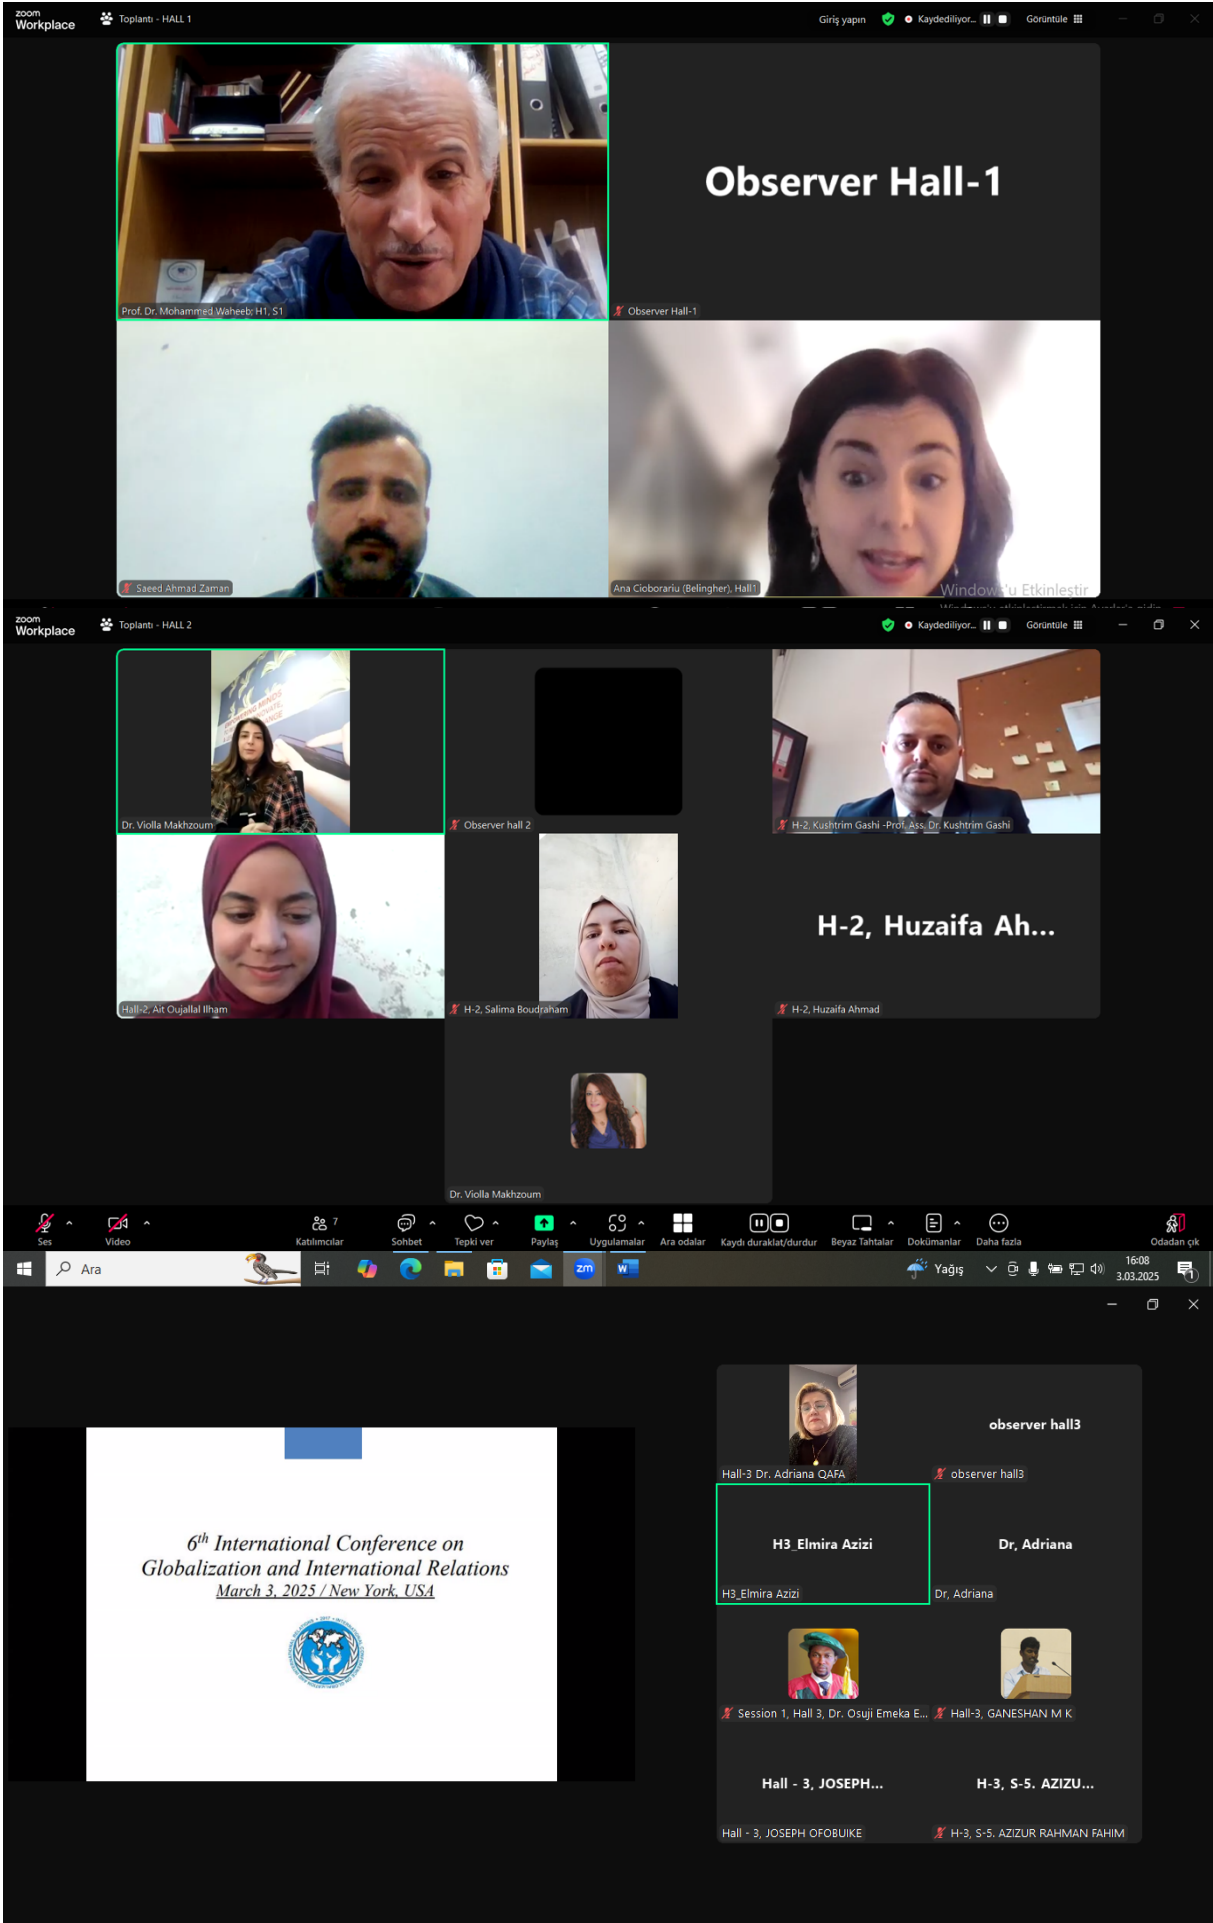 zoom
Workplace
Toplantı - HALL 1
Giriş yapın
Kaydediliyor...
Görüntüle
Observer Hall-1
Prof. Dr. Mohammed Waheeb; H1, S1
Observer Hall-1
Saeed Ahmad Zaman
Ana Cioborariu (Belingher), Hall1
Windows'u Etkinleştir
zoom
Workplace
Toplantı - HALL 2
Kaydediliyor...
Görüntüle
EMPOWERING MINDS
Dr. Violla Makhzoum
Observer hall 2
H-2, Kushtrim Gashi -Prof. Ass. Dr. Kushtrim Gashi
H-2, Huzaifa Ah...
Hall-2, Ait Oujallal Ilham
H-2, Salima Boudraham
H-2, Huzaifa Ahmad
Dr. Violla Makhzoum
7
Ses
Video
Katılımcılar
Sohbet
Tepki ver
Paylaş
Uygulamalar
Ara odalar
Kaydı duraklat/durdur
Beyaz Tahtalar
Dokümanlar
Daha fazla
Odadan çık
Ara
zm
Yağış
16:08
3.03.2025
1
6th International Conference on
Globalization and International Relations
March 3, 2025 / New York, USA
observer hall3
Hall-3 Dr. Adriana QAFA
observer hall3
H3_Elmira Azizi
Dr, Adriana
H3_Elmira Azizi
Dr, Adriana
Session 1, Hall 3, Dr. Osuji Emeka E...
Hall-3, GANESHAN M K
Hall - 3, JOSEPH...
H-3, S-5. AZIZU...
Hall - 3, JOSEPH OFOBUIKE
H-3, S-5. AZIZUR RAHMAN FAHIM